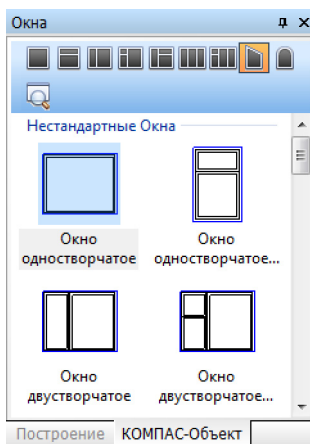 Окна
Нестандартные Окна
Окно
одностворчатое
Окно
одностворчатое...
Окно
двустворчатое
Окно
двустворчатое...
Построение КОМПАС-Объект